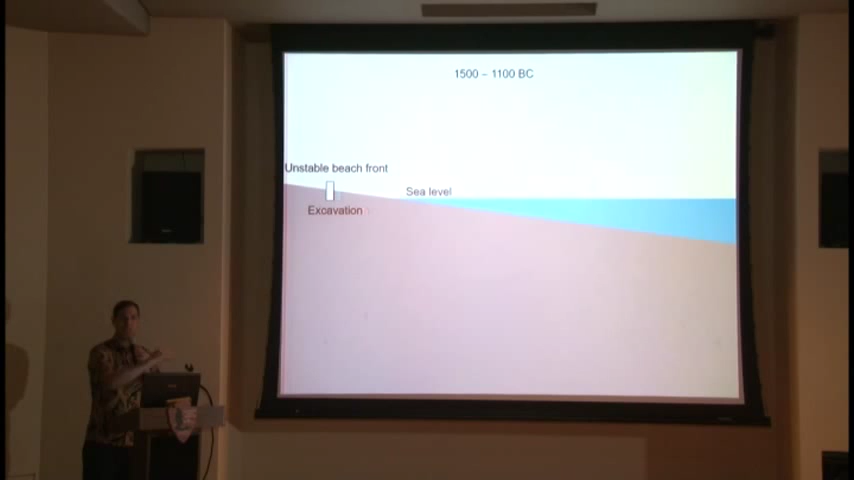 1500 – 1100 BC
Unstable beach front
Sea level
Excavation